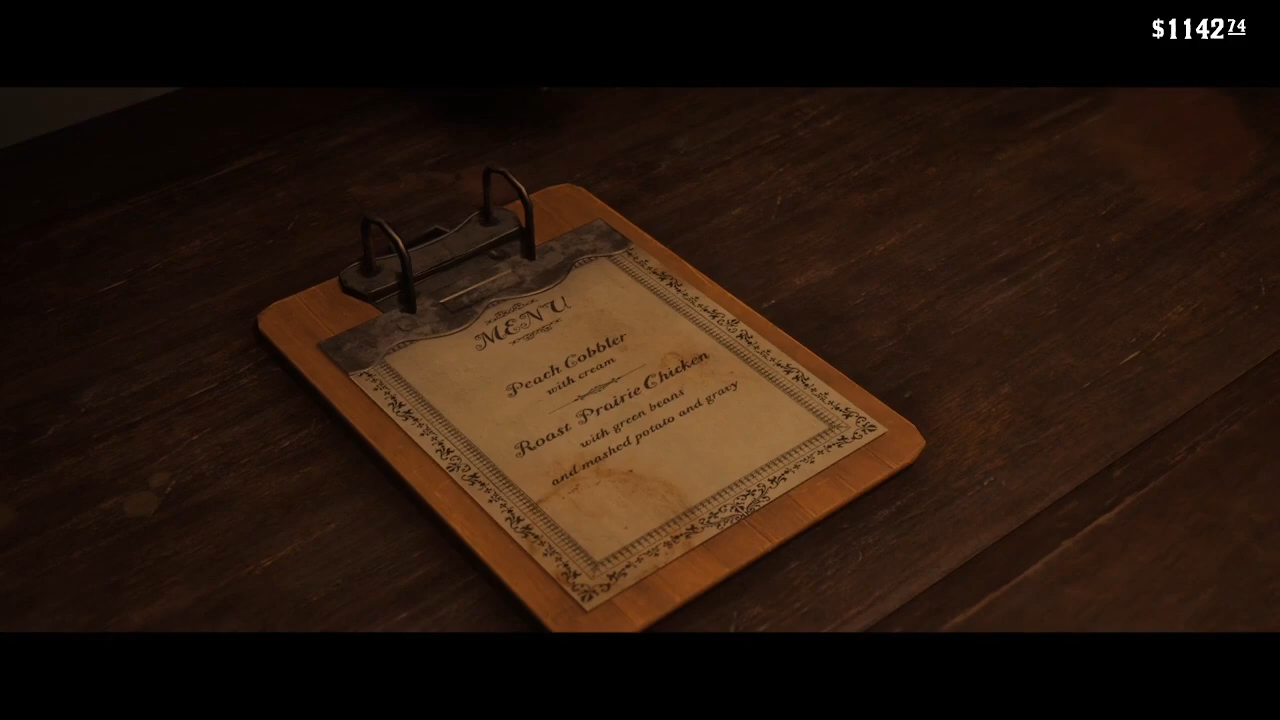 $1142 74
MENU
Peach Cobbler
with cream
Roast Prairie Chicken
with green beans
and mashed potato and gravy